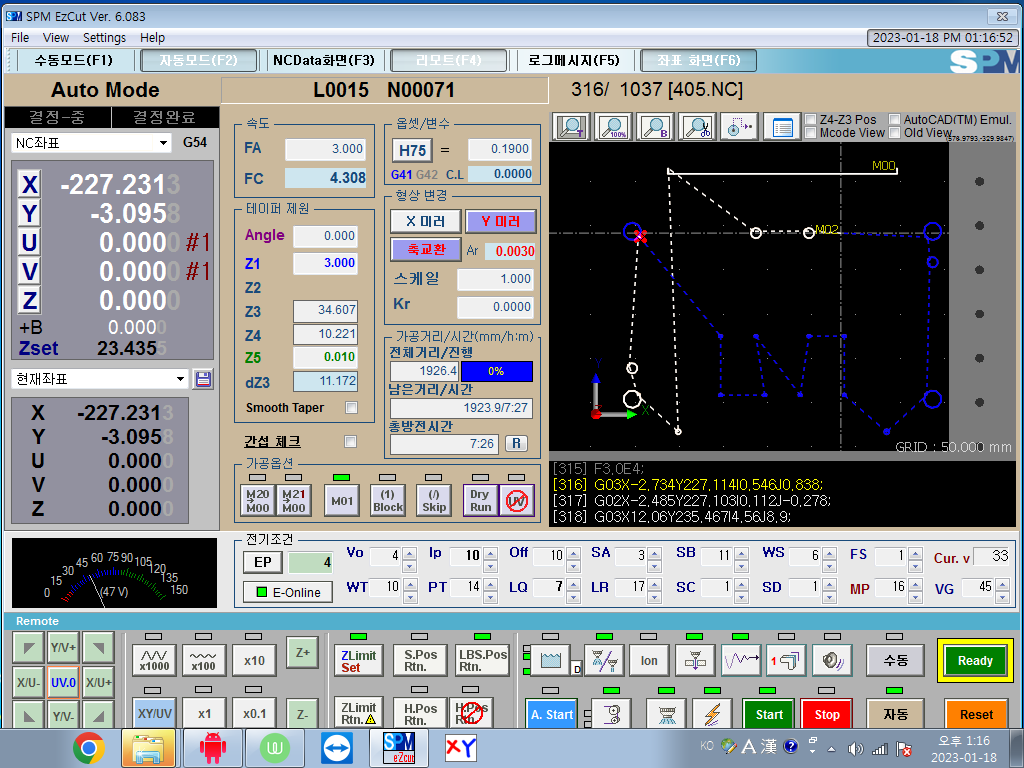 SPM EzCut Ver. 6.083
File View Settings Help
2023-01-18 PM 01:16:52
수동모드(F1) 자동모드(F2) NCData화면(F3) 리모트(F4) 로그메시지(F5) 좌표 화면(F6) SPM
Auto Mode L0015 N00071 316/ 1037 [405.NC]
결정-중 결정완료
NC좌표 G54
X -227.2313
Y -3.0958
U 0.0000 #1
V 0.0000 #1
Z 0.0000
+B 0.0000
Zset 23.4355
현재좌표
X -227.2313
Y -3.0958
U 0.0000
V 0.0000
Z 0.0000
속도
FA 3.000
FC 4.308
테이퍼 제원
Angle 0.000
Z1 3.000
Z2
Z3 34.607
Z4 10.221
Z5 0.010
dZ3 11.172
Smooth Taper
간섭 체크
옵셋/변수
H75 = 0.1900
G41 G42 C.L 0.0000
형상 변경
X 미러 Y 미러
축교환 Ar 0.0030
스케일 1.000
Kr 0.0000
가공거리/시간(mm/h:m)
전체거리/진행
1926.4 0%
남은거리/시간
1923.9/7:27
총방전시간
7:26 R
가공옵션
M20 M00 M21 M00 M01 (1) Block (/) Skip Dry Run UV
T 100% B
Z4-Z3 Pos AutoCAD(TM) Emul.
Mcode View Old View
(576.9793,-329.9847)
M00
M02
Y
X
GRID : 50.000 mm
[315] F3.0E4;
[316] G03X-2.734Y227.114I0.546J0.838;
[317] G02X-2.485Y227.103I0.112J-0.278;
[318] G03X12.06Y235.467I4.56J8.9;
0 15 30 45 60 75 90 105 120 135 150
(47 V)
전기조건
EP 4
E-Online
Vo 4 Ip 10 Off 10 SA 3 SB 11 WS 6 FS 1 Cur. v 33
WT 10 PT 14 LQ 7 LR 17 SC 1 SD 1 MP 16 VG 45
Remote
Y/V+ x1000 x100 x10 Z+ ZLimit Set S.Pos Rtn. LBS.Pos Rtn. D Ion 1 수동 Ready
X/U- UV.0 X/U+
Y/V- XY/UV x1 x0.1 Z- ZLimit Rtn. H.Pos Rtn. H.Pos Rtn. A. Start Start Stop 자동 Reset
SPM eZcut XY KO A 漢 ? 오후 1:16
2023-01-18